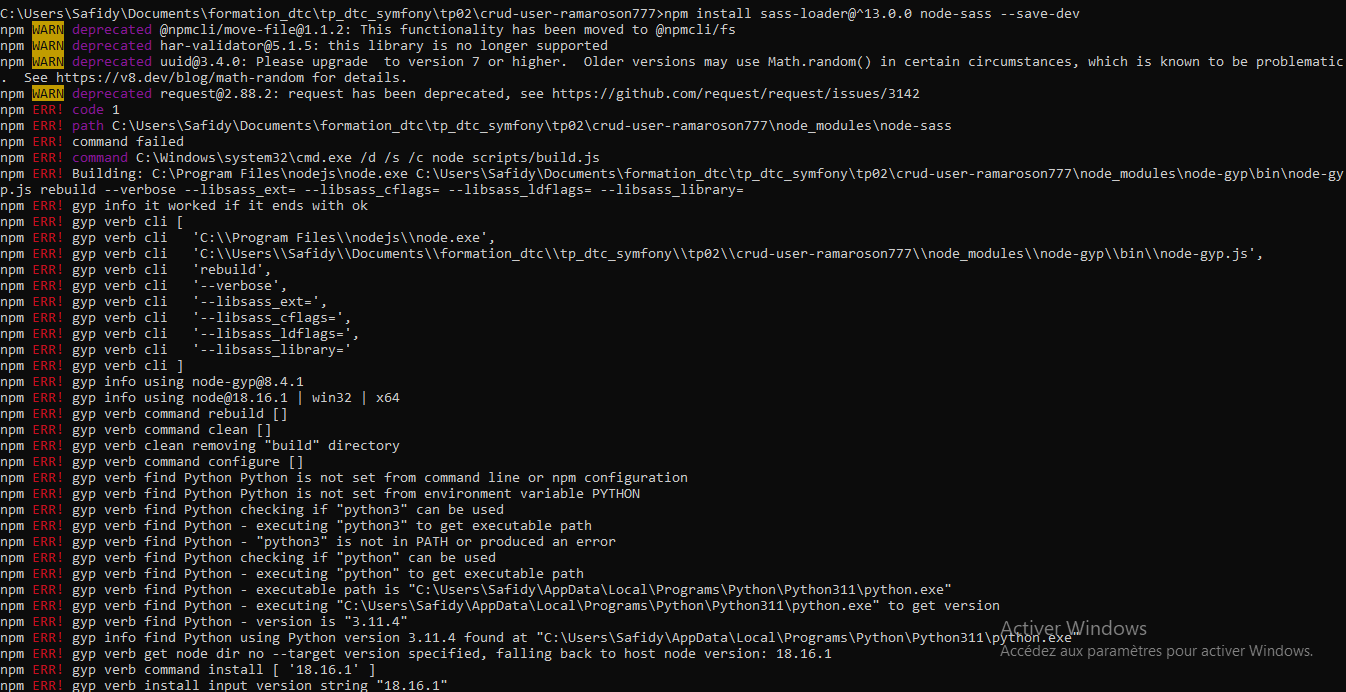 C:\Users\Safidy\Documents\formation_dtc\tp_dtc_symfony\tp02\crud-user-ramaroson777>npm install sass-loader@^13.0.0 node-sass --save-dev
npm WARN deprecated @npmcli/move-file@1.1.2: This functionality has been moved to @npmcli/fs
npm WARN deprecated har-validator@5.1.5: this library is no longer supported
npm WARN deprecated uuid@3.4.0: Please upgrade  to version 7 or higher.  Older versions may use Math.random() in certain circumstances, which is known to be problematic
.  See https://v8.dev/blog/math-random for details.
npm WARN deprecated request@2.88.2: request has been deprecated, see https://github.com/request/request/issues/3142
npm ERR! code 1
npm ERR! path C:\Users\Safidy\Documents\formation_dtc\tp_dtc_symfony\tp02\crud-user-ramaroson777\node_modules\node-sass
npm ERR! command failed
npm ERR! command C:\Windows\system32\cmd.exe /d /s /c node scripts/build.js
npm ERR! Building: C:\Program Files\nodejs\node.exe C:\Users\Safidy\Documents\formation_dtc\tp_dtc_symfony\tp02\crud-user-ramaroson777\node_modules\node-gyp\bin\node-gy
p.js rebuild --verbose --libsass_ext= --libsass_cflags= --libsass_ldflags= --libsass_library=
npm ERR! gyp info it worked if it ends with ok
npm ERR! gyp verb cli [
npm ERR! gyp verb cli   'C:\\Program Files\\nodejs\\node.exe',
npm ERR! gyp verb cli   'C:\\Users\\Safidy\\Documents\\formation_dtc\\tp_dtc_symfony\\tp02\\crud-user-ramaroson777\\node_modules\\node-gyp\\bin\\node-gyp.js',
npm ERR! gyp verb cli   'rebuild',
npm ERR! gyp verb cli   '--verbose',
npm ERR! gyp verb cli   '--libsass_ext=',
npm ERR! gyp verb cli   '--libsass_cflags=',
npm ERR! gyp verb cli   '--libsass_ldflags=',
npm ERR! gyp verb cli   '--libsass_library='
npm ERR! gyp verb cli ]
npm ERR! gyp info using node-gyp@8.4.1
npm ERR! gyp info using node@18.16.1 | win32 | x64
npm ERR! gyp verb command rebuild []
npm ERR! gyp verb command clean []
npm ERR! gyp verb clean removing "build" directory
npm ERR! gyp verb command configure []
npm ERR! gyp verb find Python Python is not set from command line or npm configuration
npm ERR! gyp verb find Python Python is not set from environment variable PYTHON
npm ERR! gyp verb find Python checking if "python3" can be used
npm ERR! gyp verb find Python - executing "python3" to get executable path
npm ERR! gyp verb find Python - "python3" is not in PATH or produced an error
npm ERR! gyp verb find Python checking if "python" can be used
npm ERR! gyp verb find Python - executing "python" to get executable path
npm ERR! gyp verb find Python - executable path is "C:\Users\Safidy\AppData\Local\Programs\Python\Python311\python.exe"
npm ERR! gyp verb find Python - executing "C:\Users\Safidy\AppData\Local\Programs\Python\Python311\python.exe" to get version
npm ERR! gyp verb find Python - version is "3.11.4"
npm ERR! gyp info find Python using Python version 3.11.4 found at "C:\Users\Safidy\AppData\Local\Programs\Python\Python311\python.exe"
npm ERR! gyp verb get node dir no --target version specified, falling back to host node version: 18.16.1
npm ERR! gyp verb command install [ '18.16.1' ]
npm ERR! gyp verb install input version string "18.16.1"
Activer Windows
Accédez aux paramètres pour activer Windows.